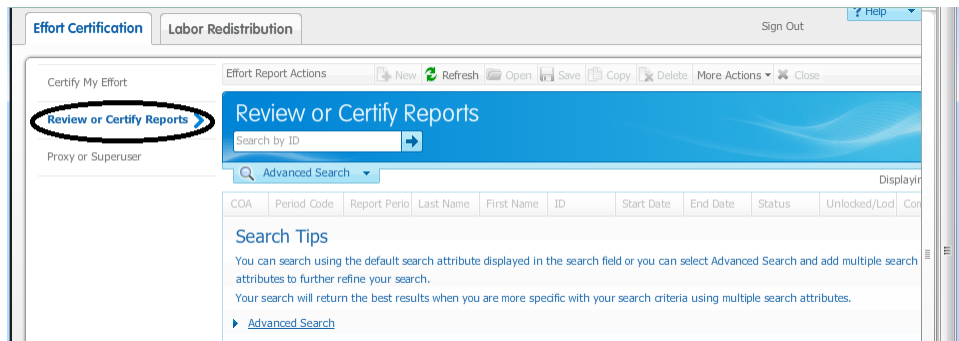 ? Help
Effort Certification
Labor Redistribution
Sign Out
Certify My Effort
Review or Certify Reports
Proxy or Superuser
Effort Report Actions New Refresh Open Save Copy Delete More Actions Close
Review or Certify Reports
Search by ID
Advanced Search
Displayin
COA Period Code Report Perio Last Name First Name ID Start Date End Date Status Unlocked/Loc Con
Search Tips
You can search using the default search attribute displayed in the search field or you can select Advanced Search and add multiple search
attributes to further refine your search.
Your search will return the best results when you are more specific with your search criteria using multiple search attributes.
Advanced Search